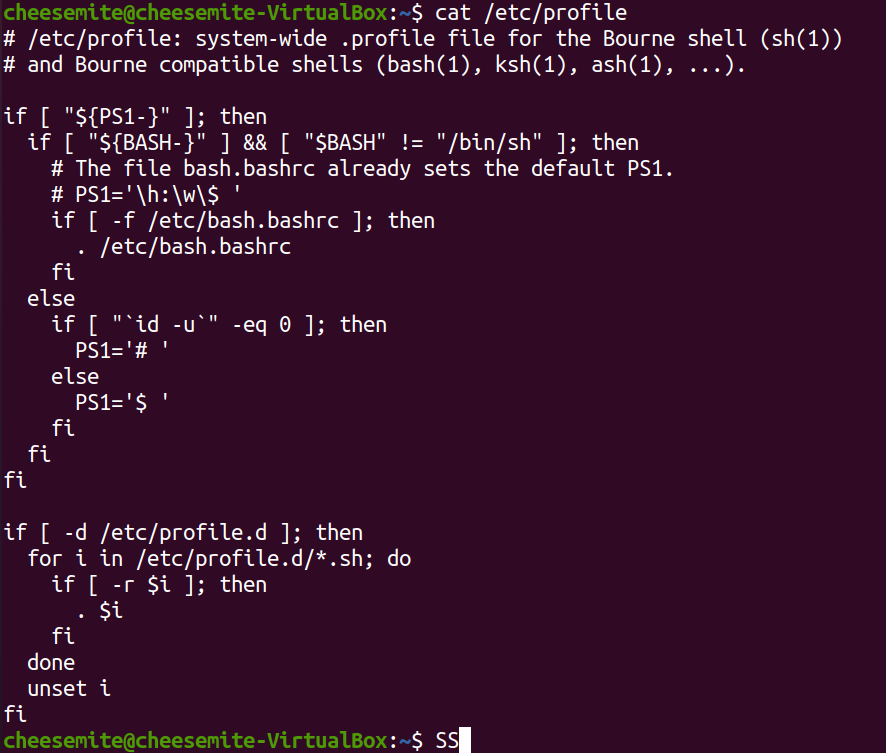 cheesemite@cheesemite-VirtualBox:~$ cat /etc/profile
# /etc/profile: system-wide .profile file for the Bourne shell (sh(1))
# and Bourne compatible shells (bash(1), ksh(1), ash(1), ...).

if [ "${PS1-}" ]; then
  if [ "${BASH-}" ] && [ "$BASH" != "/bin/sh" ]; then
    # The file bash.bashrc already sets the default PS1.
    # PS1='\h:\w\$ '
    if [ -f /etc/bash.bashrc ]; then
      . /etc/bash.bashrc
    fi
  else
    if [ "`id -u`" -eq 0 ]; then
      PS1='# '
    else
      PS1='$ '
    fi
  fi
fi

if [ -d /etc/profile.d ]; then
  for i in /etc/profile.d/*.sh; do
    if [ -r $i ]; then
      . $i
    fi
  done
  unset i
fi
cheesemite@cheesemite-VirtualBox:~$ SS